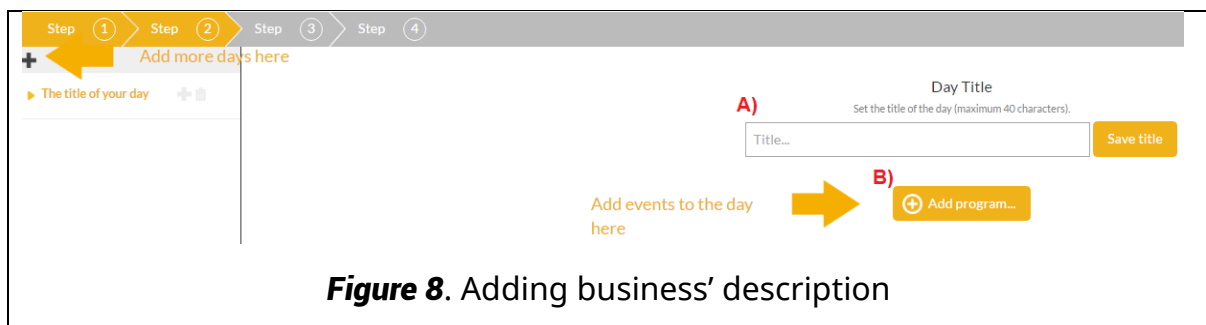 Step 1 Step 2 Step 3 Step 4
Add more days here
The title of your day
Day Title
A)
Set the title of the day (maximum 40 characters).
Title...
Save title
B)
Add events to the day
here
Add program...
Figure 8. Adding business’ description